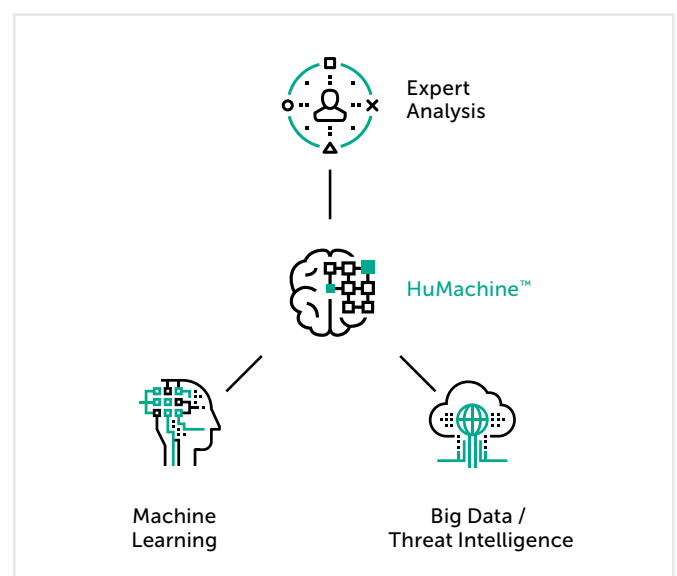 Expert
Analysis
HuMachine™
Machine
Learning
Big Data /
Threat Intelligence